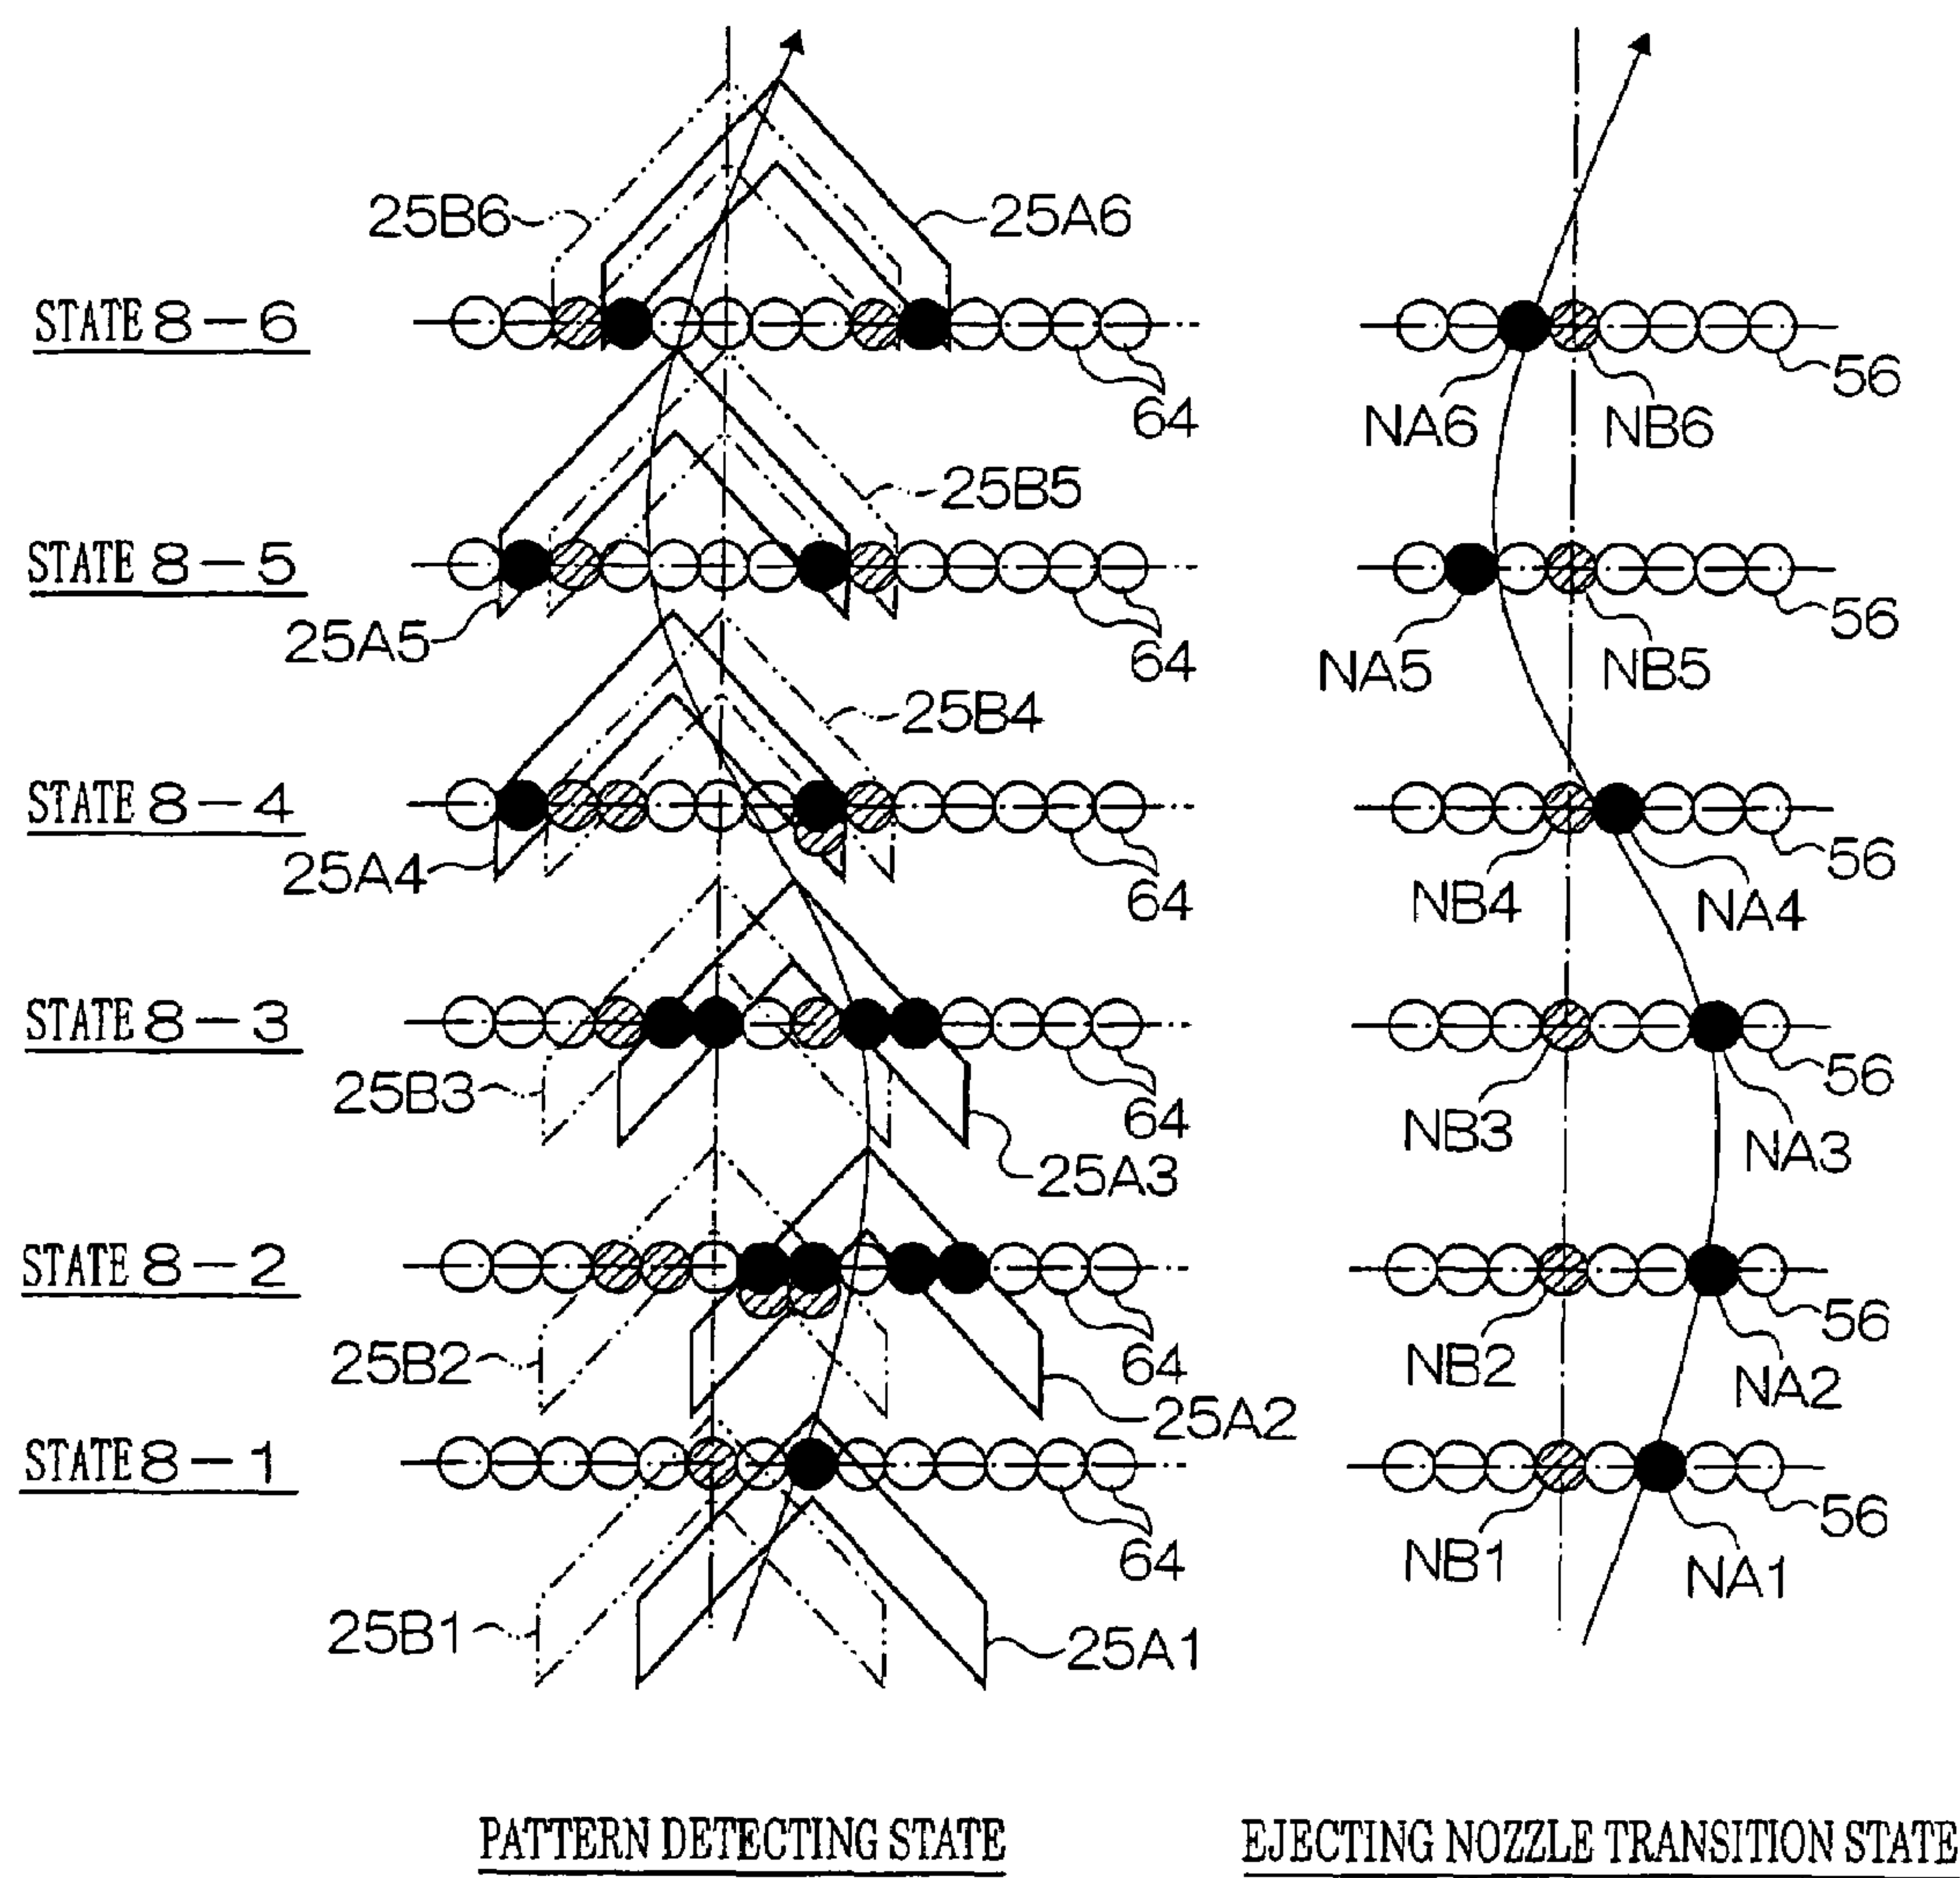 25B6
25A6
STATE 8-6
64
NA6
NB6
56
25B5
STATE 8-5
25A5
64
NA5
NB5
56
25B4
STATE 8-4
25A4
64
NB4
NA4
56
STATE 8-3
25B3
64
25A3
NB3
NA3
56
STATE 8-2
25B2
64
25A2
NB2
NA2
56
STATE 8-1
64
25B1
25A1
NB1
NA1
56
PATTERN DETECTING STATE
EJECTING NOZZLE TRANSITION STATE